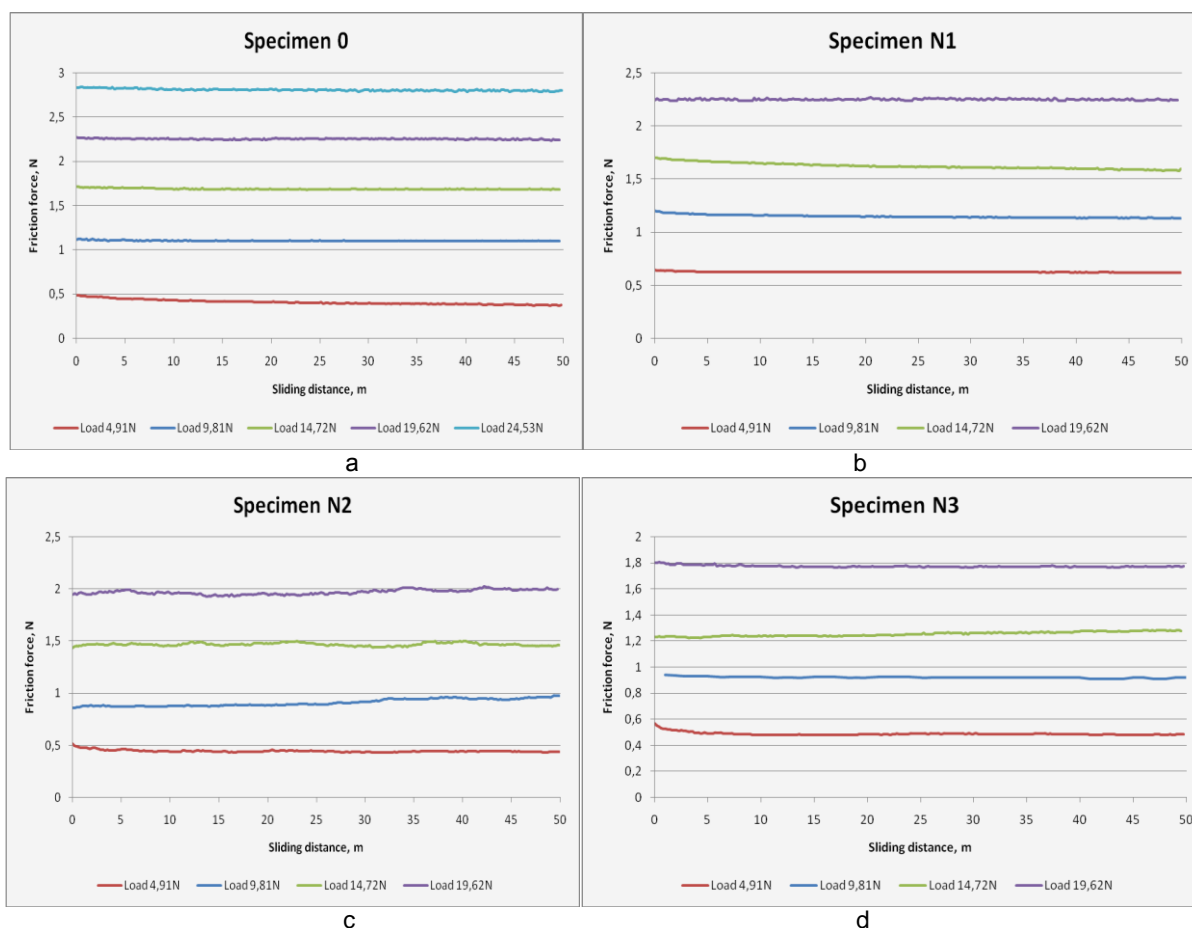 Specimen 0
Friction force, N
3
2,5
2
1,5
1
0,5
0
0 5 10 15 20 25 30 35 40 45 50
Sliding distance, m
Load 4,91N Load 9,81N Load 14,72N Load 19,62N Load 24,53N
a
Specimen N1
Friction force, N
2,5
2
1,5
1
0,5
0
0 5 10 15 20 25 30 35 40 45 50
Sliding distance, m
Load 4,91N Load 9,81N Load 14,72N Load 19,62N
b
Specimen N2
Friction force, N
2,5
2
1,5
1
0,5
0
0 5 10 15 20 25 30 35 40 45 50
Sliding distance, m
Load 4,91N Load 9,81N Load 14,72N Load 19,62N
c
Specimen N3
Friction force, N
2
1,8
1,6
1,4
1,2
1
0,8
0,6
0,4
0,2
0
0 5 10 15 20 25 30 35 40 45 50
Sliding distance, m
Load 4,91N Load 9,81N Load 14,72N Load 19,62N
d